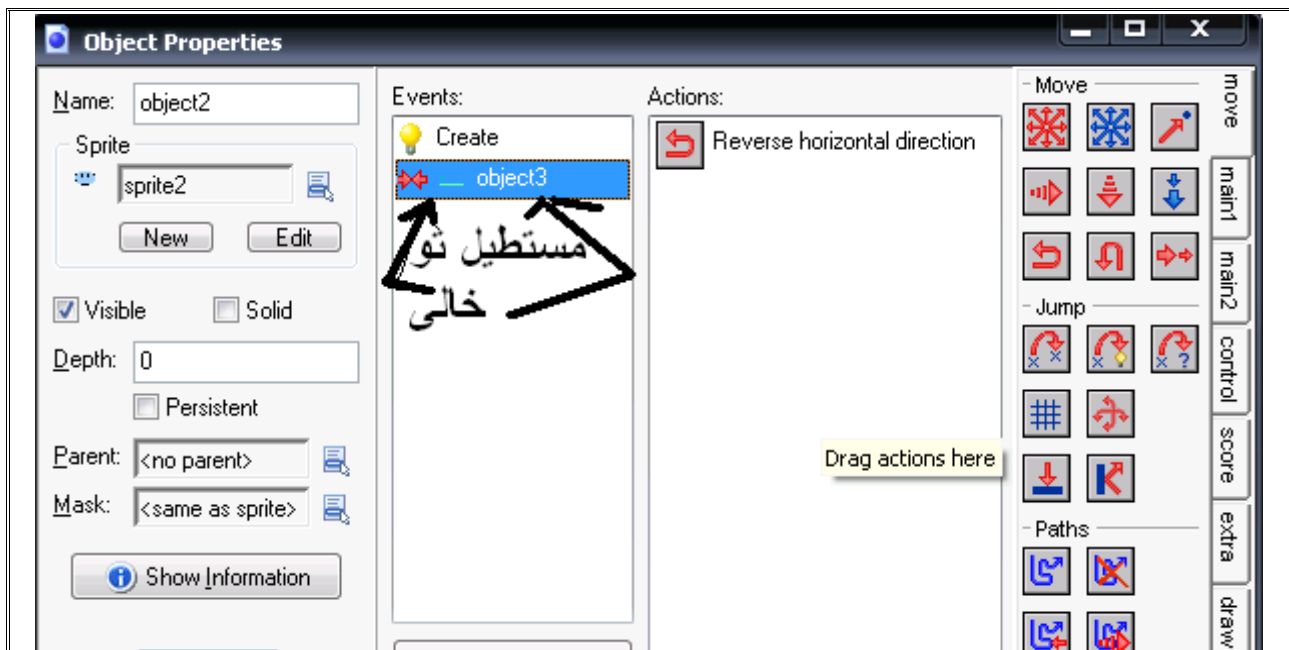 Object Properties
Name:
object2
Sprite
sprite2
New
Edit
Visible
Solid
Depth:
0
Persistent
Parent:
<no parent>
Mask:
<same as sprite>
Show Information
Events:
Create
object3
مستطيل تو
خالى
Actions:
Reverse horizontal direction
Drag actions here
Move
Jump
Paths
move
main1
main2
control
score
extra
draw